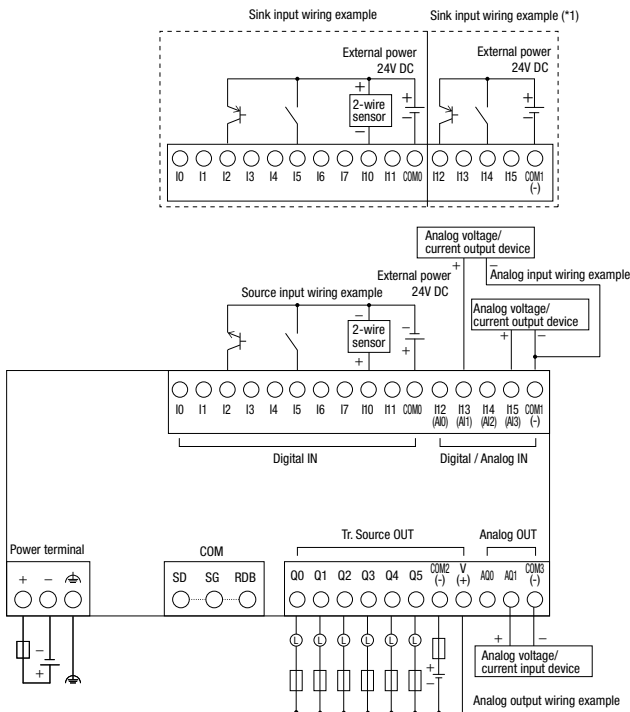 Sink input wiring example
Sink input wiring example (*1)
External power
24V DC
External power
24V DC
+
2-wire
sensor
−
+
−
+
−
I0 I1 I2 I3 I4 I5 I6 I7 I10 I11 COM0 I12 I13 I14 I15 COM1
(-)
Analog voltage/
current output device
+
−
Analog input wiring example
External power
24V DC
Source input wiring example
Analog voltage/
current output device
+
−
−
2-wire
sensor
+
−
+
I0 I1 I2 I3 I4 I5 I6 I7 I10 I11 COM0 I12 I13 I14 I15 COM1
(AI0) (AI1) (AI2) (AI3) (-)
Digital IN
Digital / Analog IN
Tr. Source OUT
Analog OUT
Power terminal
COM
+ −
SD SG RDB
Q0 Q1 Q2 Q3 Q4 Q5 COM2 V AQ0 AQ1 COM3
(-) (+) (-)
L L L L L L
−
+
+
−
+
−
Analog voltage/
current input device
Analog output wiring example